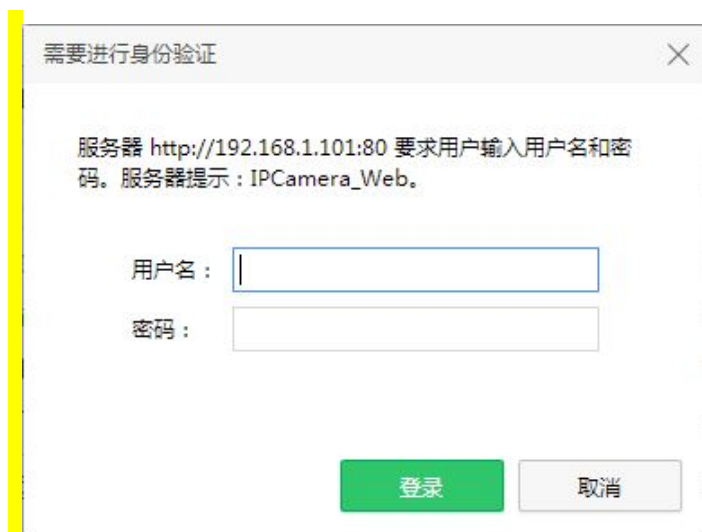 需要进行身份验证
服务器 http://192.168.1.101:80 要求用户输入用户名和密
码。服务器提示：IPCamera_Web。
用户名：
密码：
登录 取消